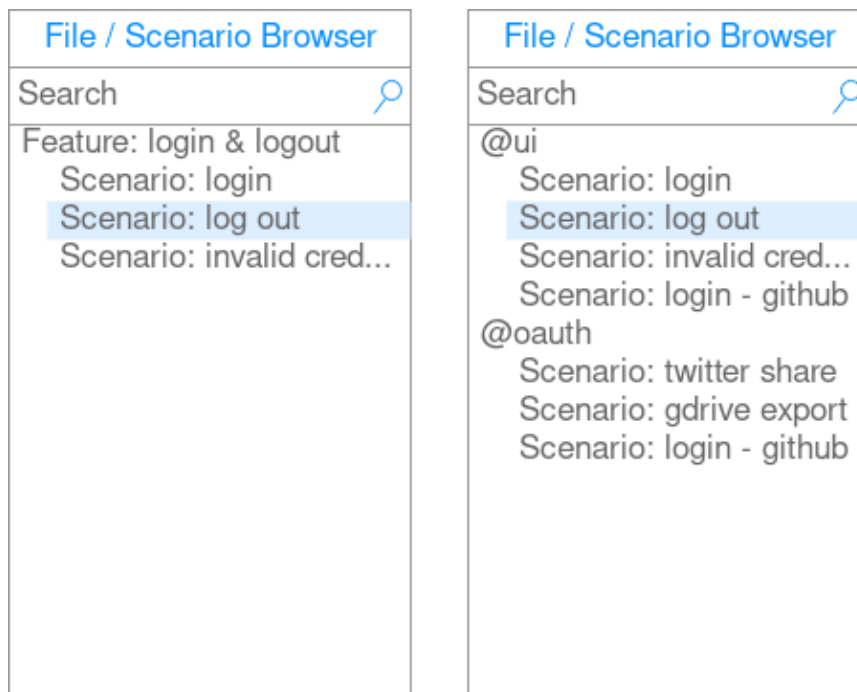 File / Scenario Browser
Search
Feature: login & logout
Scenario: login
Scenario: log out
Scenario: invalid cred...
File / Scenario Browser
Search
@ui
Scenario: login
Scenario: log out
Scenario: invalid cred...
Scenario: login - github
@oauth
Scenario: twitter share
Scenario: gdrive export
Scenario: login - github